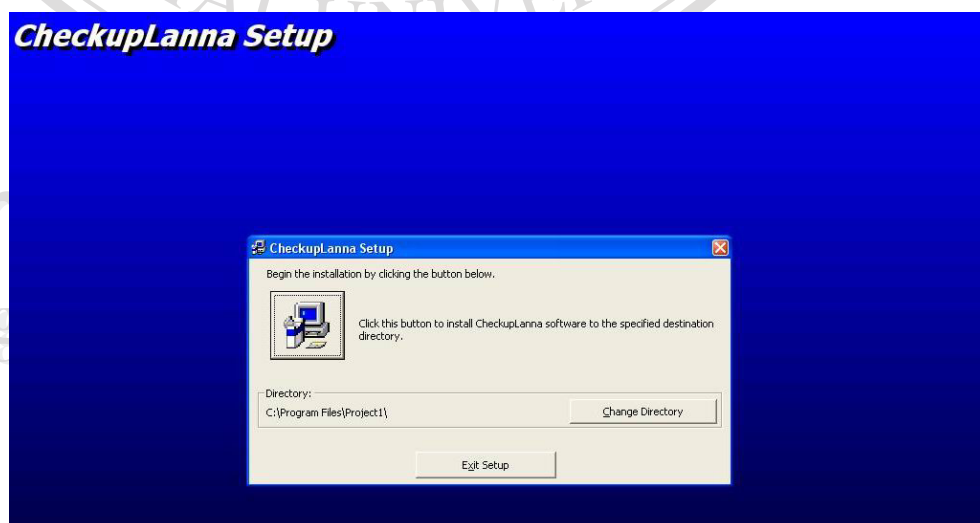 CheckupLanna Setup
CheckupLanna Setup
Begin the installation by clicking the button below.
Click this button to install CheckupLanna software to the specified destination
directory.
Directory:
C:\Program Files\Project1\
Change Directory
Exit Setup